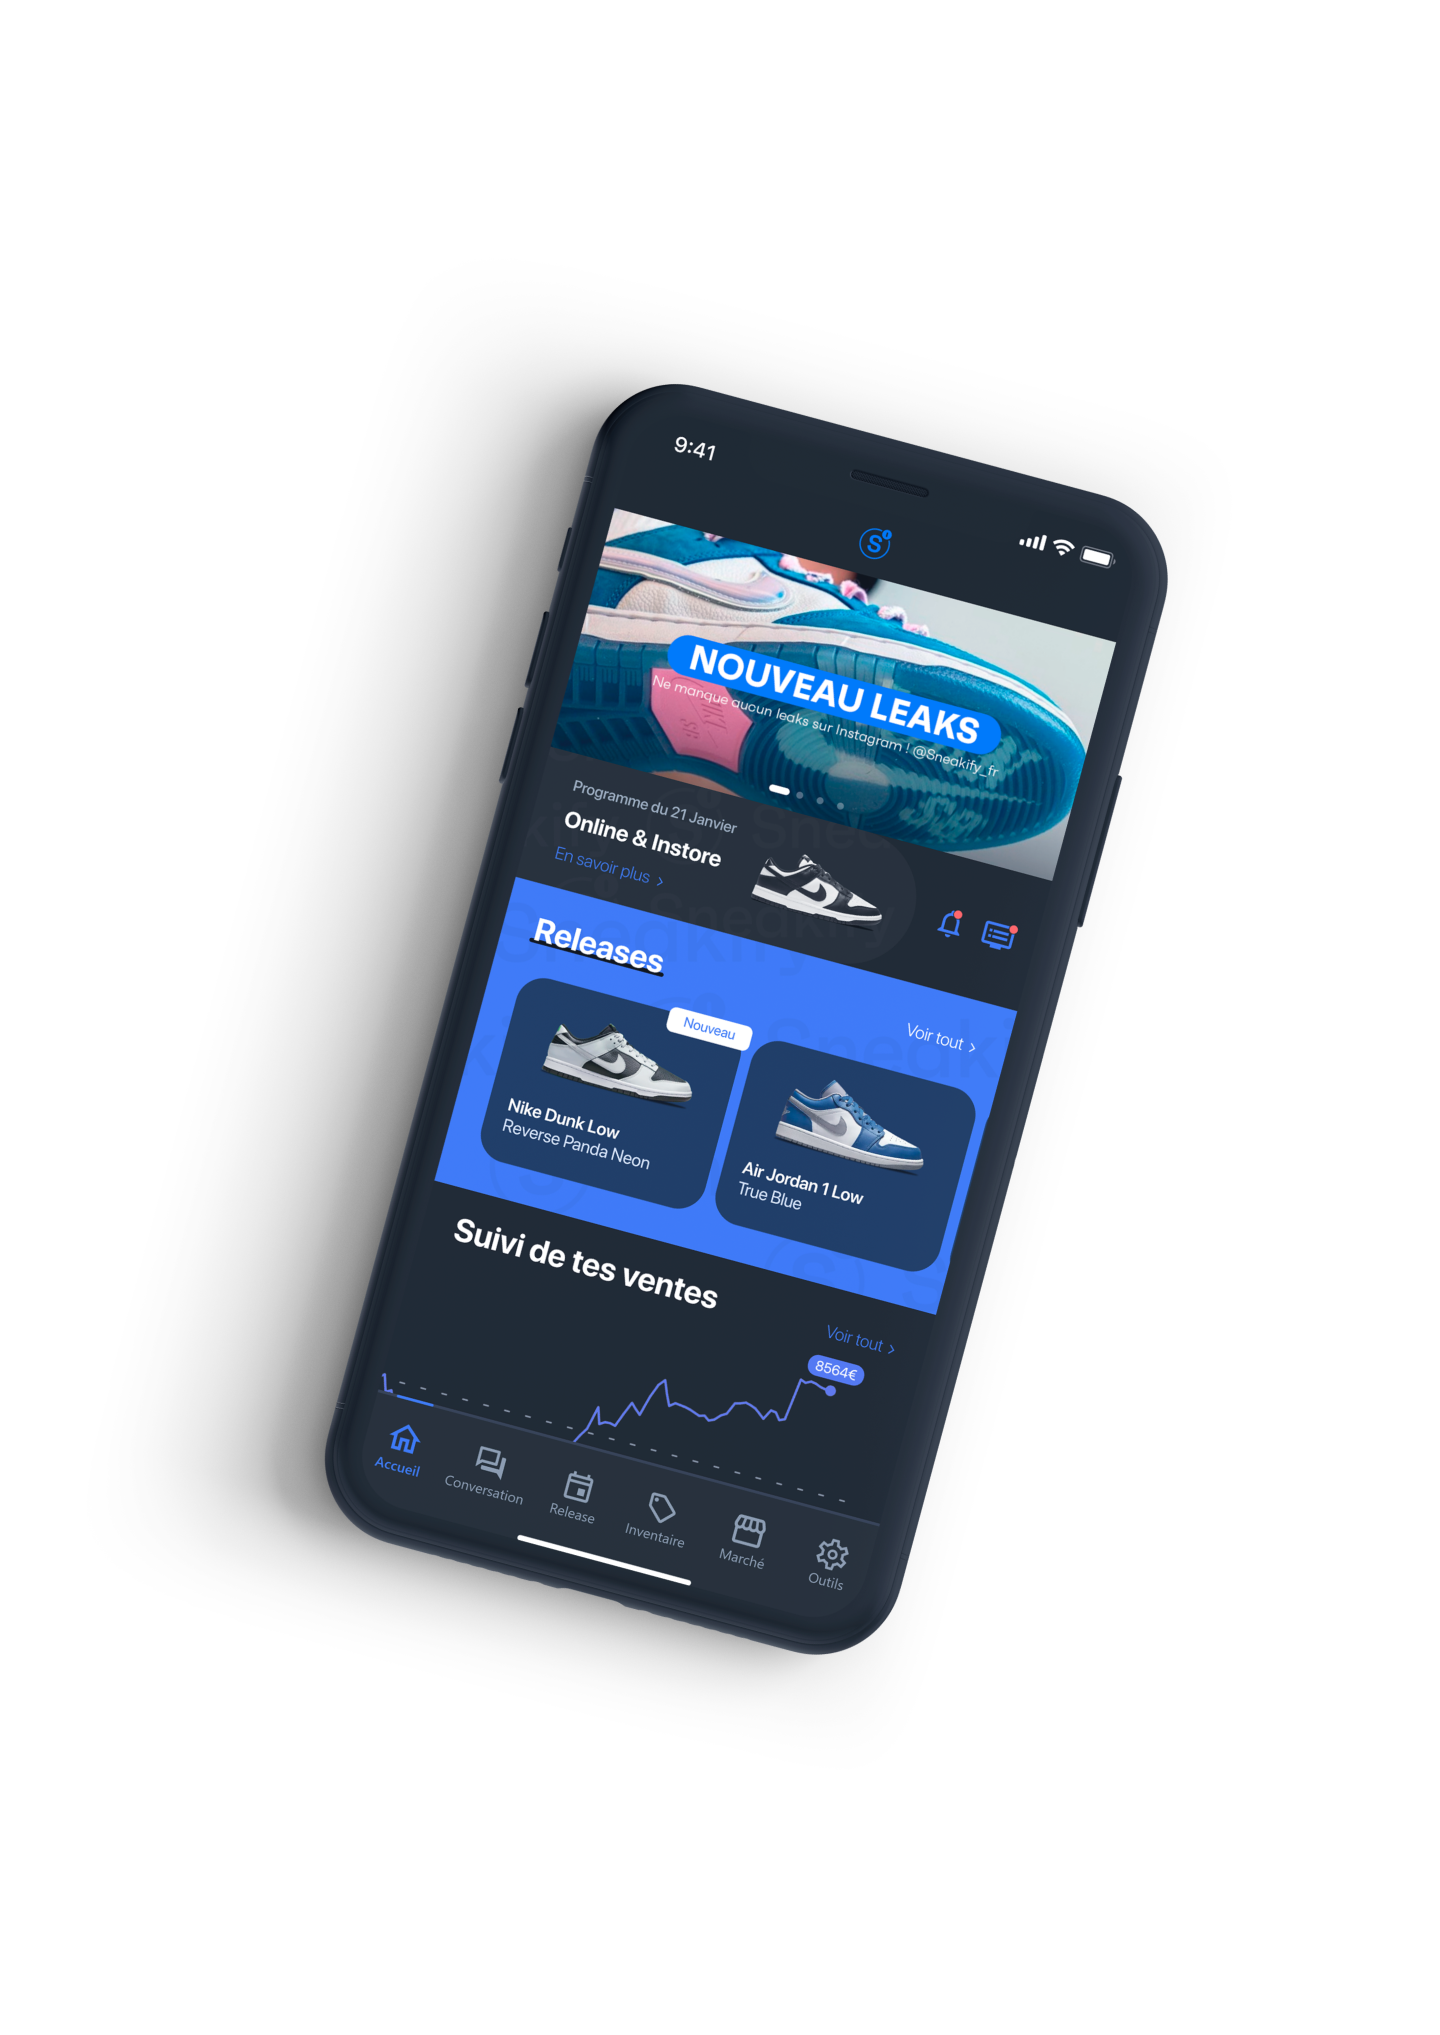 9:41
S
NOUVEAU LEAKS
Ne manque aucun leaks sur Instagram ! @Sneakify_fr
Programme du 21 Janvier
Online & Instore
En savoir plus >
Releases
Voir tout >
Nouveau
Nike Dunk Low
Reverse Panda Neon
Air Jordan 1 Low
True Blue
Suivi de tes ventes
Voir tout >
8564€
Accueil
Conversation
Release
Inventaire
Marché
Outils